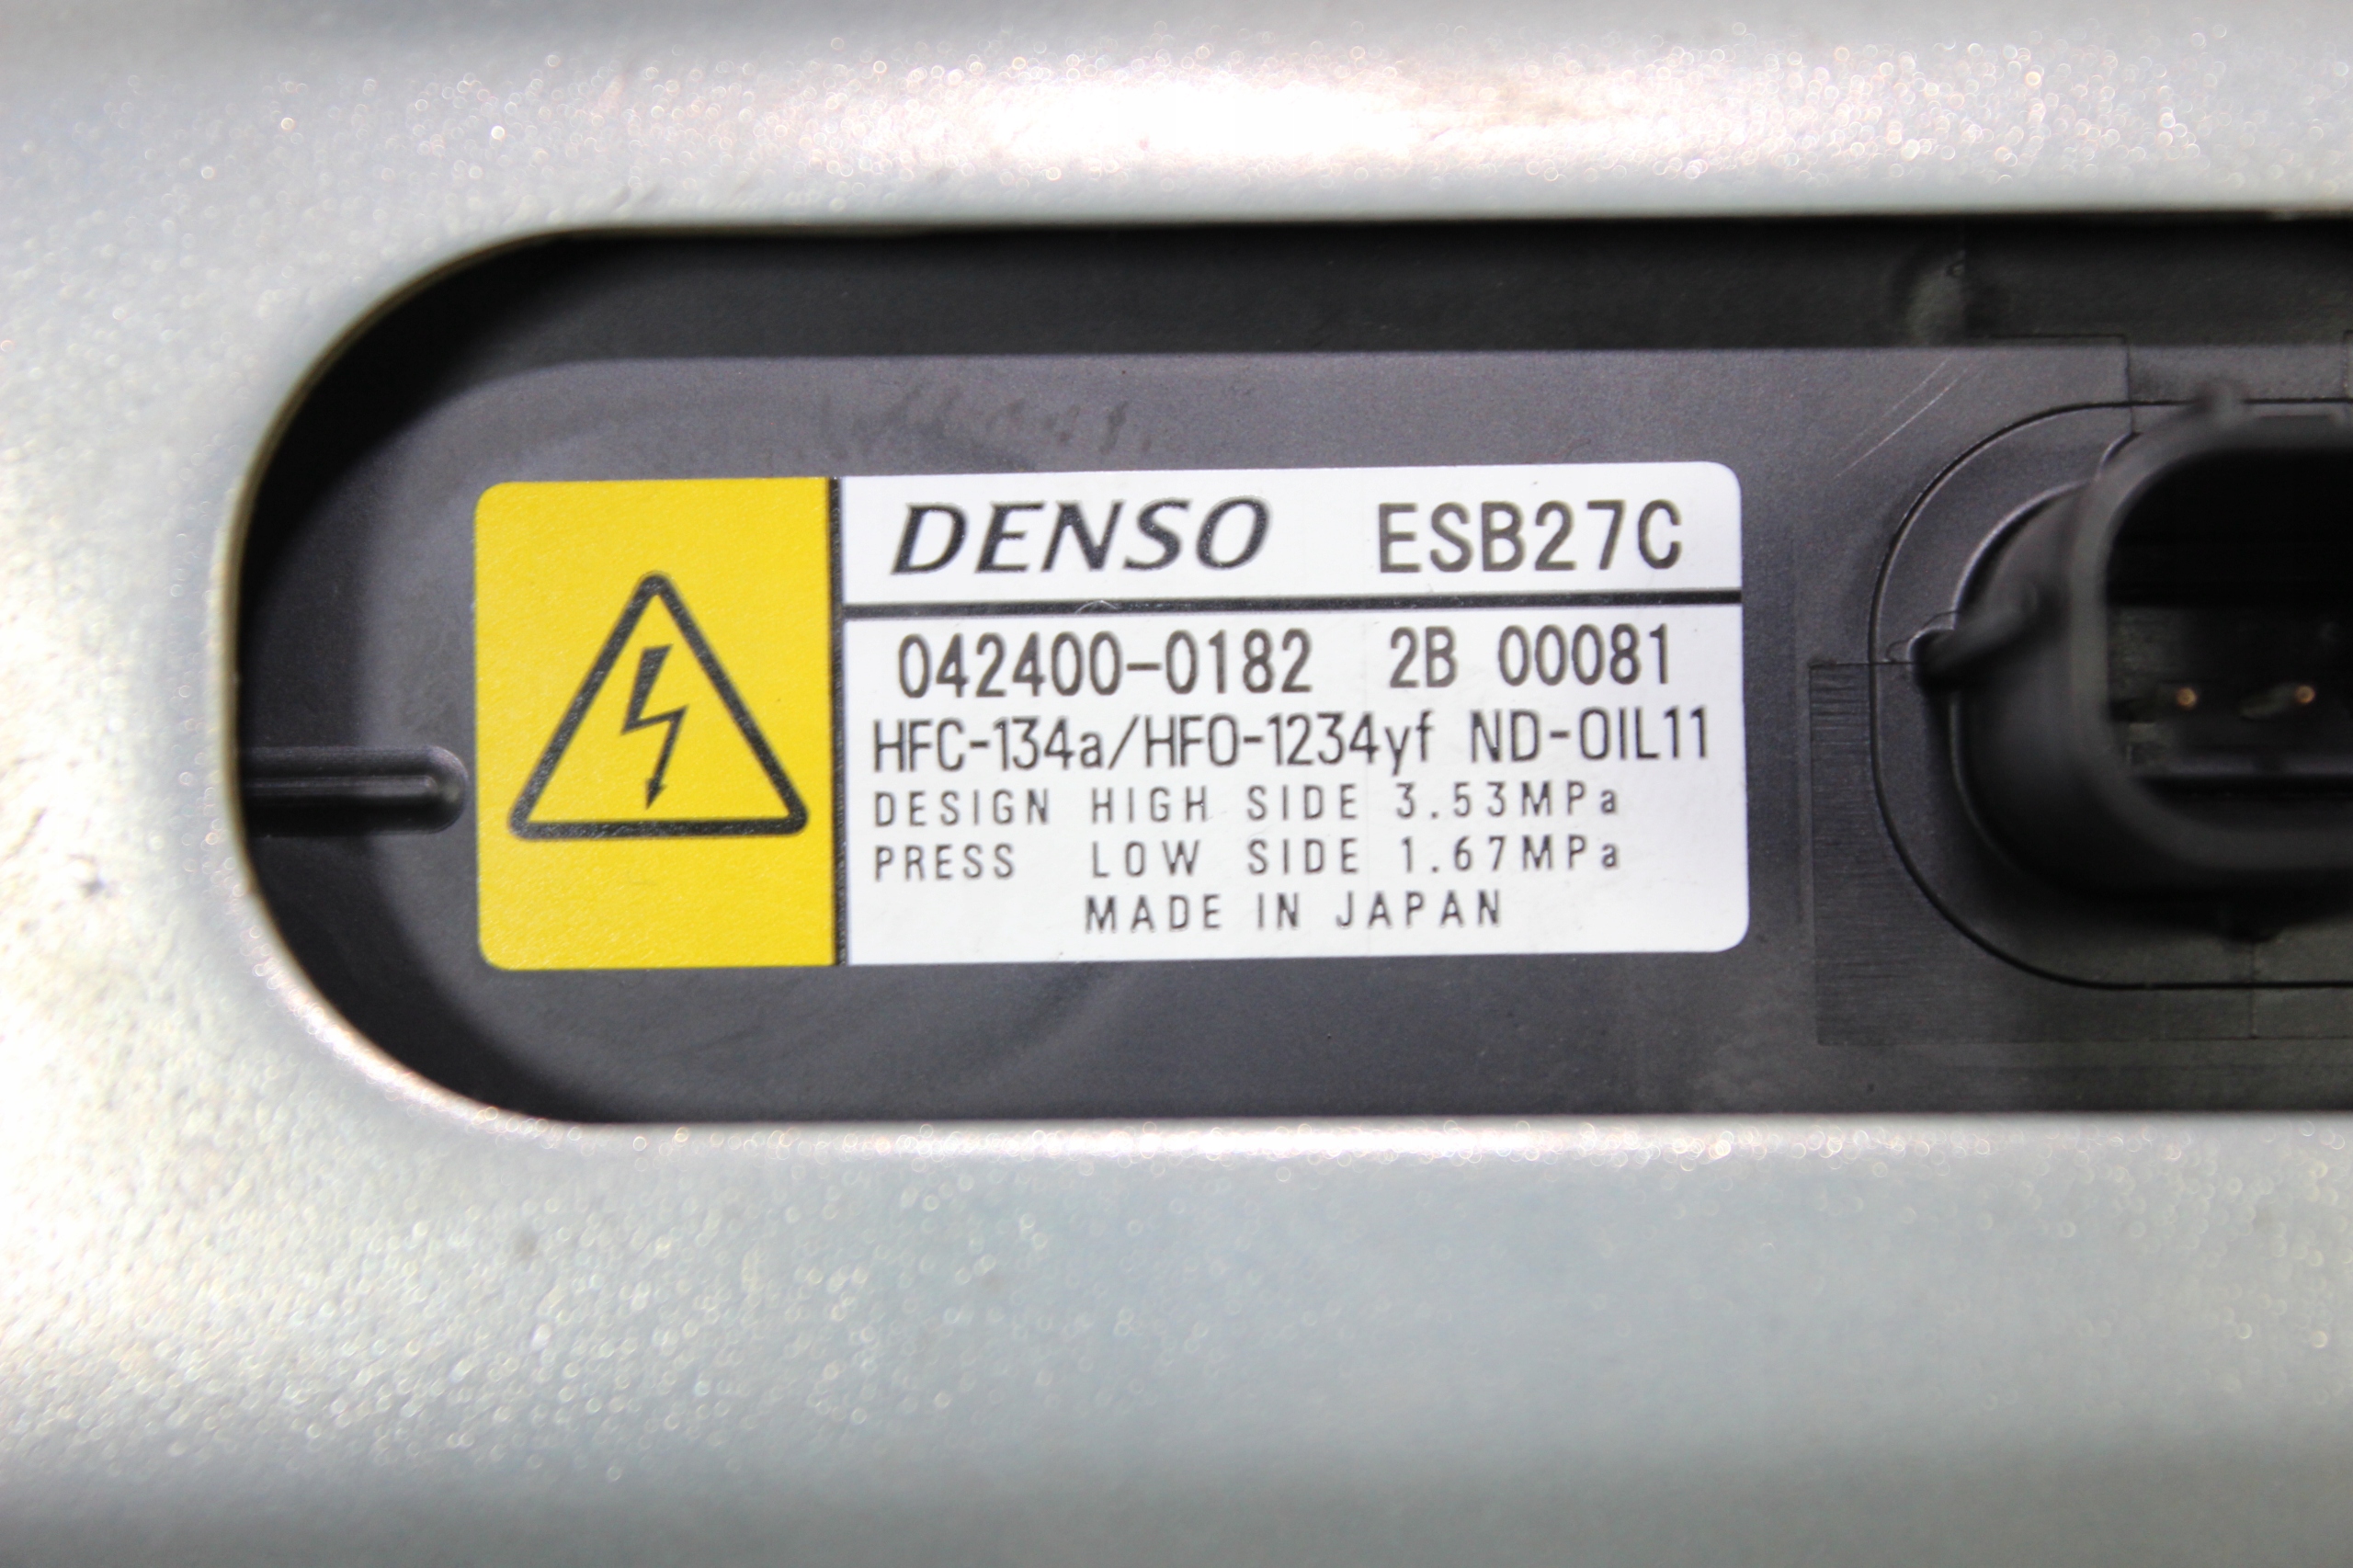 DENSO ESB27C
042400-0182 2B 00081
HFC-134a/HFO-1234yf ND-OIL11
DESIGN HIGH SIDE 3.53MPa
PRESS LOW SIDE 1.67MPa
MADE IN JAPAN